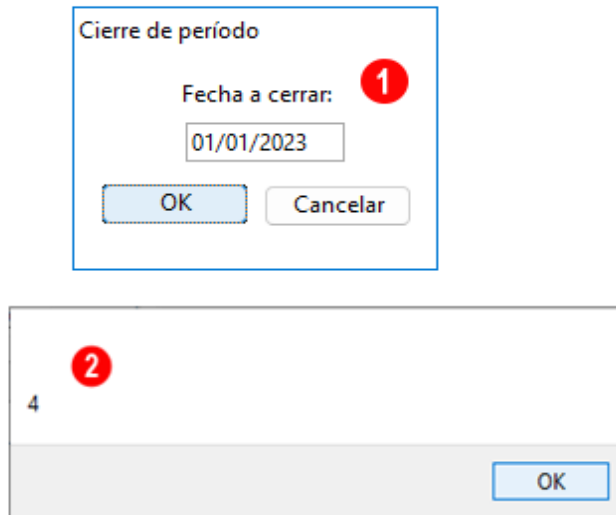 Cierre de período
1
Fecha a cerrar:
01/01/2023
OK Cancelar
2
4
OK